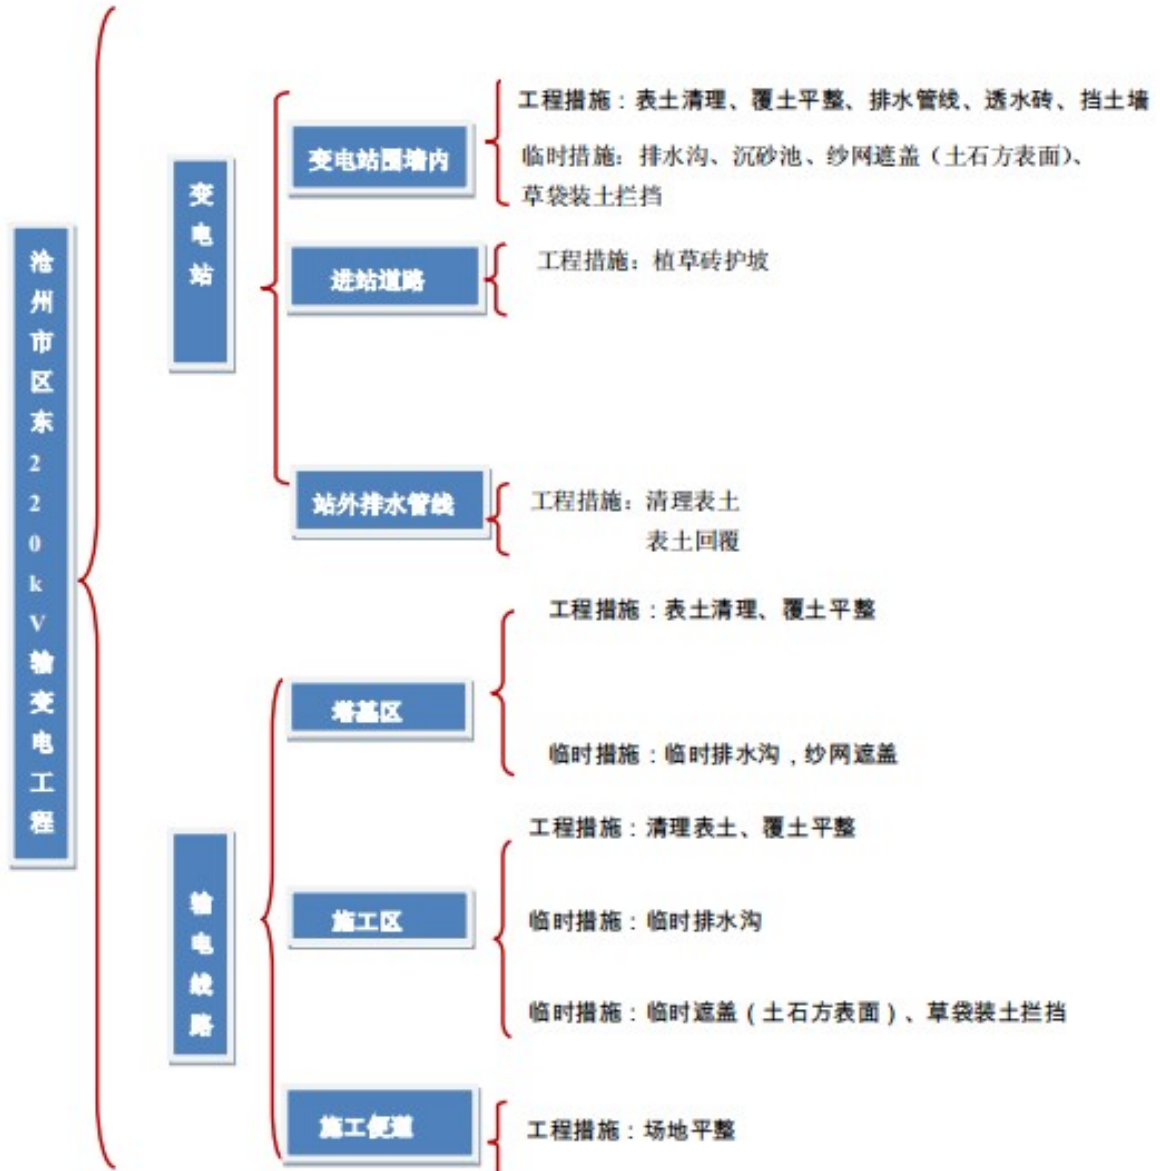 沧州市区东220kV输变电工程
变电站
变电站围墙内
工程措施：表土清理、覆土平整、排水管线、透水砖、挡土墙
临时措施：排水沟、沉砂池、纱网遮盖（土石方表面）、
草袋装土拦挡
进站道路
工程措施：植草砖护坡
站外排水管线
工程措施：清理表土
表土回覆
输电线路
塔基区
工程措施：表土清理、覆土平整
临时措施：临时排水沟，纱网遮盖
施工区
工程措施：清理表土、覆土平整
临时措施：临时排水沟
临时措施：临时遮盖（土石方表面）、草袋装土拦挡
施工便道
工程措施：场地平整